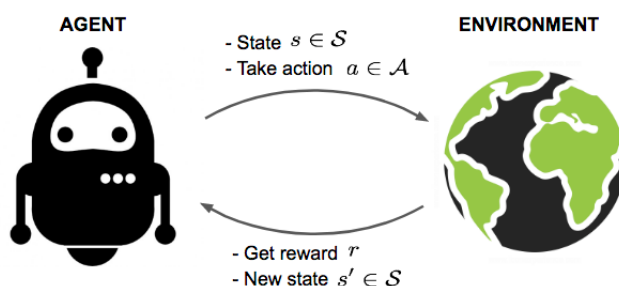 AGENT
ENVIRONMENT
- State s ∈ 𝒮
- Take action a ∈ 𝒜
- Get reward r
- New state s′ ∈ 𝒮